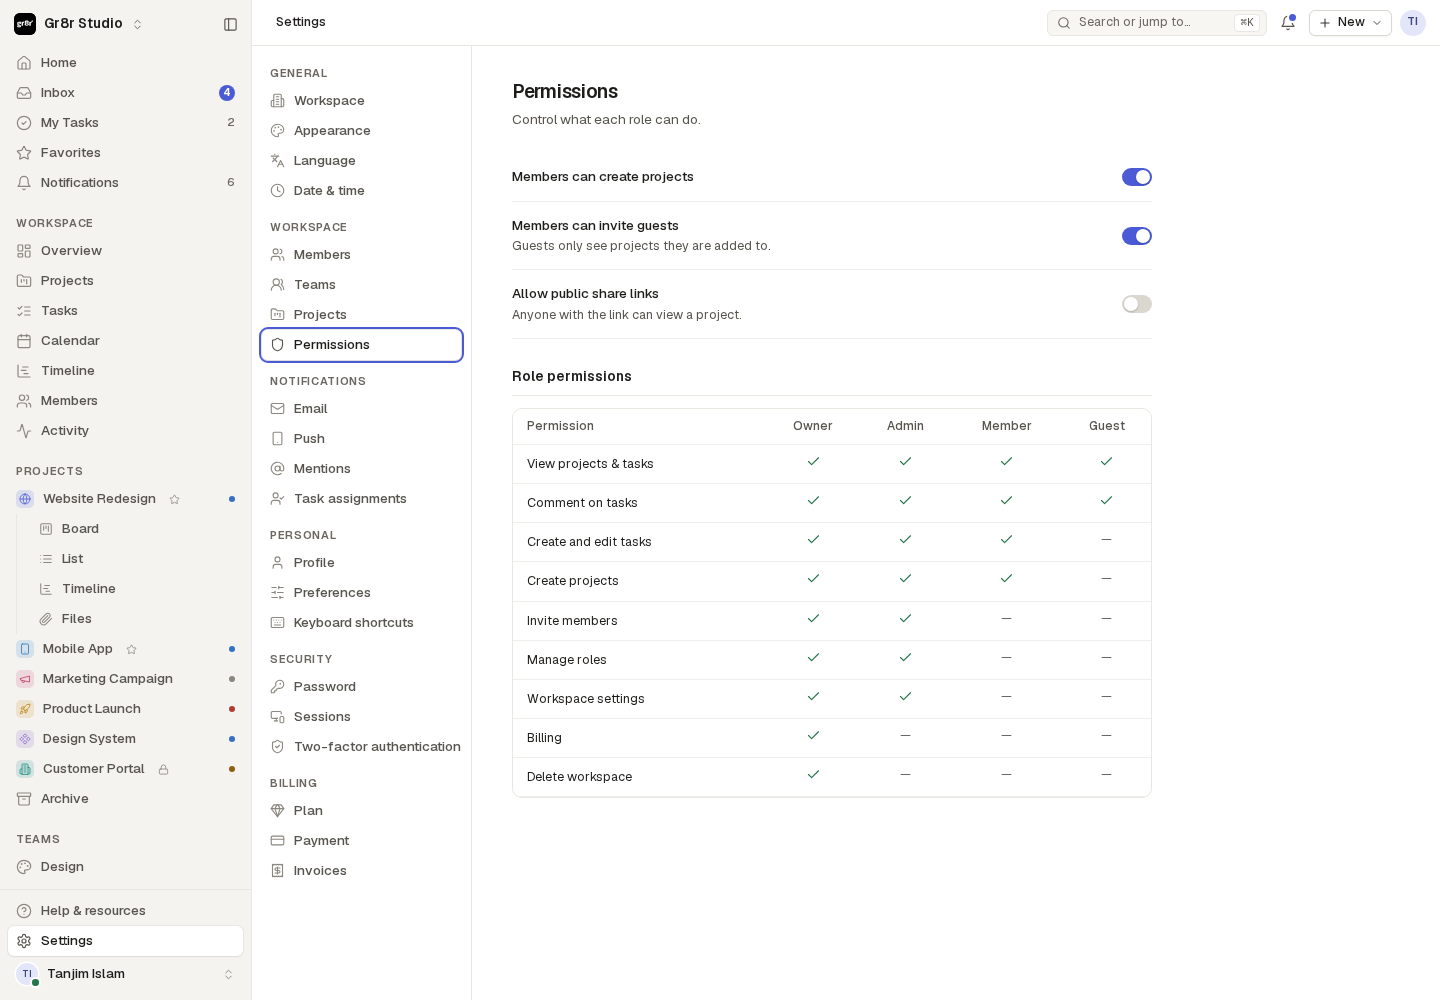 gr8r
Gr8r Studio
Home
Inbox 4
My Tasks 2
Favorites
Notifications 6
WORKSPACE
Overview
Projects
Tasks
Calendar
Timeline
Members
Activity
PROJECTS
Website Redesign
Board
List
Timeline
Files
Mobile App
Marketing Campaign
Product Launch
Design System
Customer Portal
Archive
TEAMS
Design
Help & resources
Settings
TI Tanjim Islam
Settings
Search or jump to... ⌘K
New
TI
GENERAL
Workspace
Appearance
Language
Date & time
WORKSPACE
Members
Teams
Projects
Permissions
NOTIFICATIONS
Email
Push
Mentions
Task assignments
PERSONAL
Profile
Preferences
Keyboard shortcuts
SECURITY
Password
Sessions
Two-factor authentication
BILLING
Plan
Payment
Invoices
Permissions
Control what each role can do.
Members can create projects
Members can invite guests
Guests only see projects they are added to.
Allow public share links
Anyone with the link can view a project.
Role permissions
Permission Owner Admin Member Guest
View projects & tasks ✓ ✓ ✓ ✓
Comment on tasks ✓ ✓ ✓ ✓
Create and edit tasks ✓ ✓ ✓ —
Create projects ✓ ✓ ✓ —
Invite members ✓ ✓ — —
Manage roles ✓ ✓ — —
Workspace settings ✓ ✓ — —
Billing ✓ — — —
Delete workspace ✓ — — —